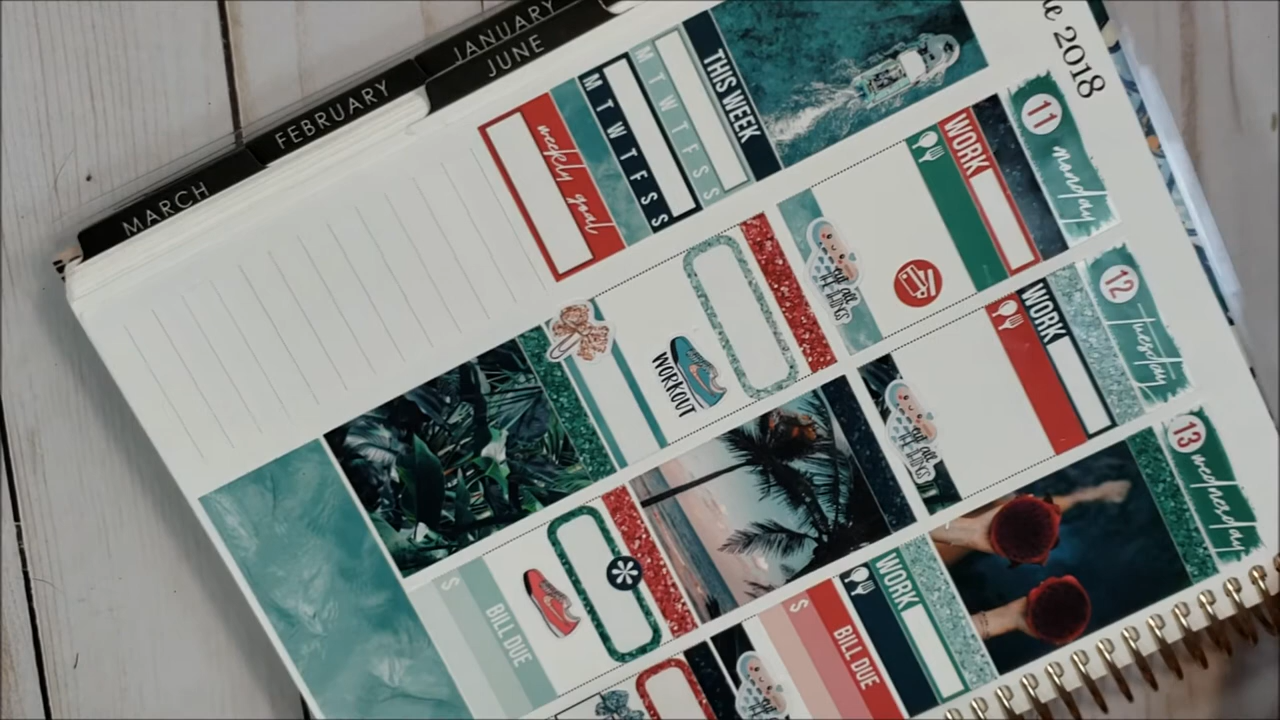 JANUARY
JUNE
FEBRUARY
MARCH
2018
THIS WEEK
M T W T F S S
M T W T F S S
weekly goal
11 monday
WORK
12 tuesday
WORK
WORKOUT
13 wednesday
WORK
$ BILL DUE
$ BILL DUE